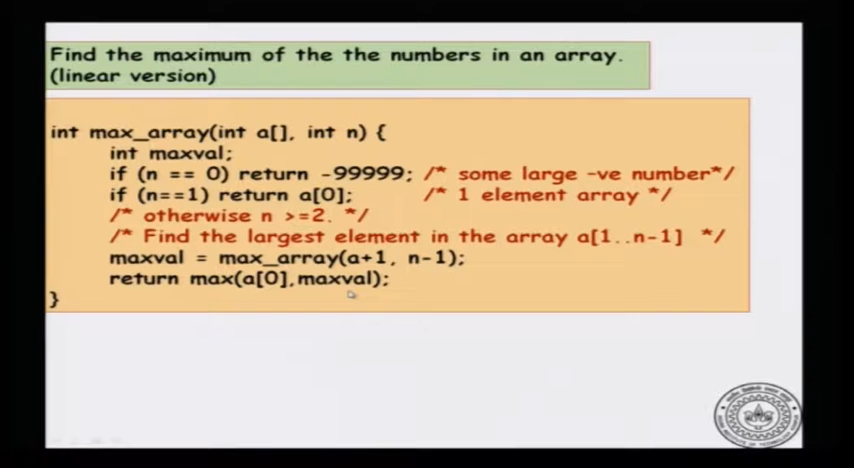 Find the maximum of the the numbers in an array.
(linear version)
int max_array(int a[], int n) {
int maxval;
if (n == 0) return -99999; /* some large -ve number*/
if (n==1) return a[0]; /* 1 element array */
/* otherwise n >=2. */
/* Find the largest element in the array a[1..n-1] */
maxval = max_array(a+1, n-1);
return max(a[0],maxval);
}